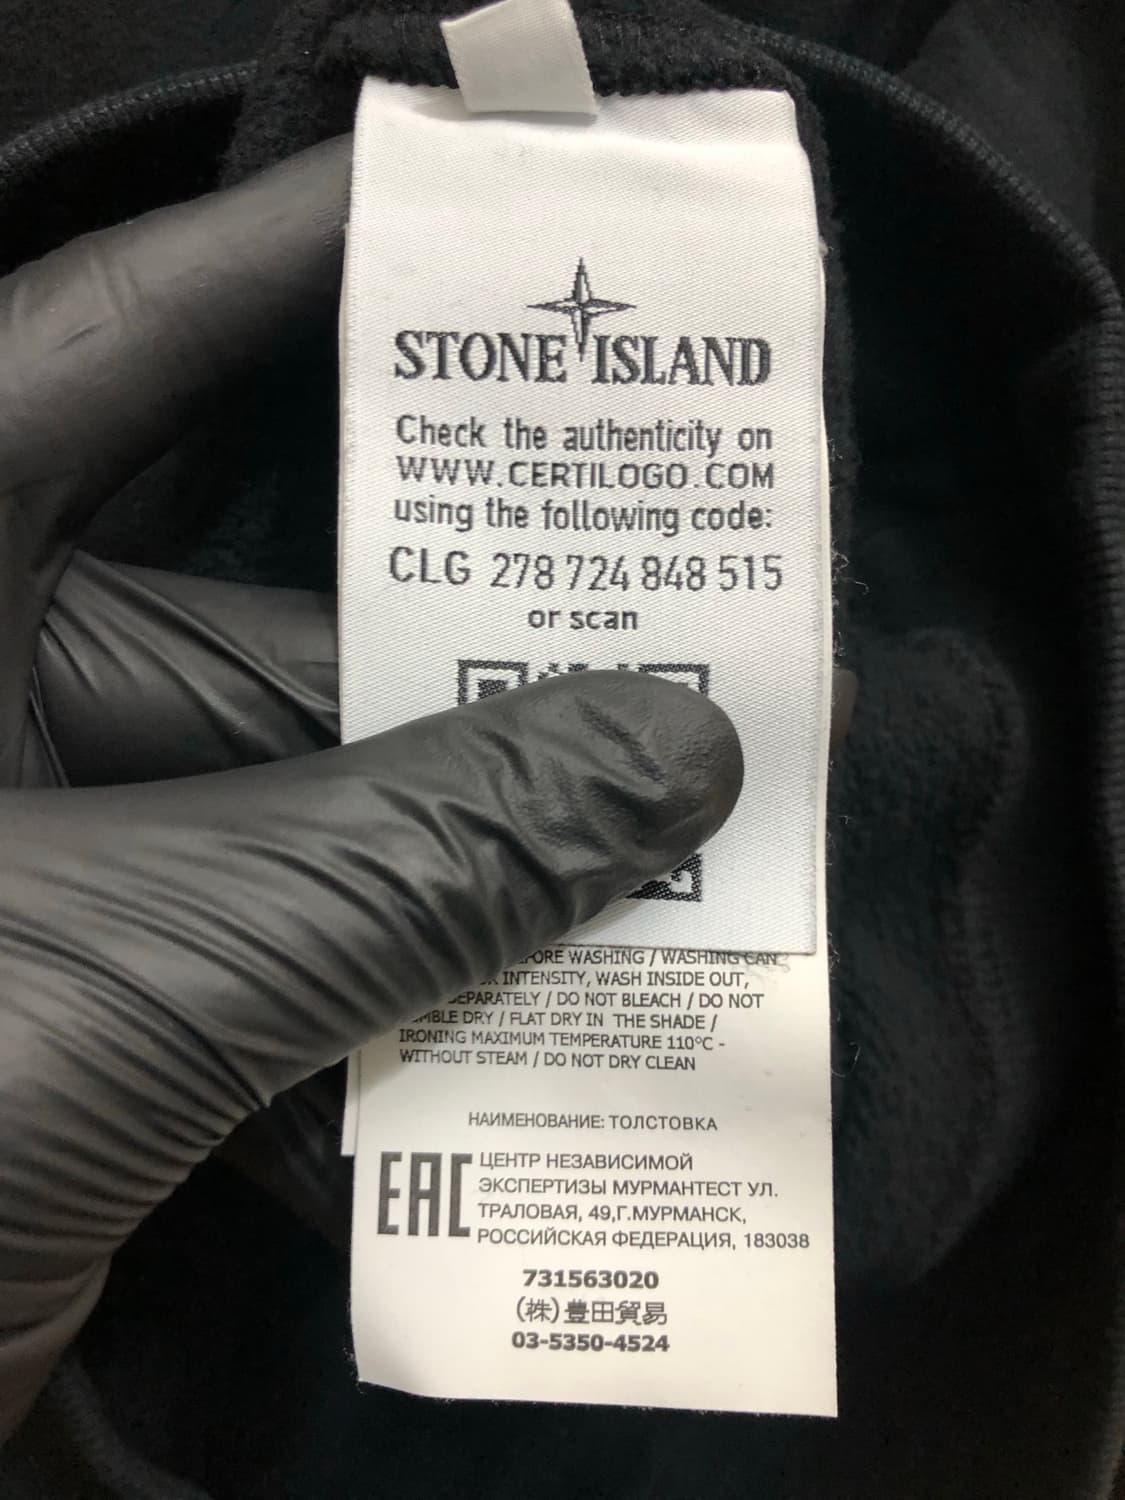 STONE ISLAND
Check the authenticity on
WWW.CERTILOGO.COM
using the following code:
CLG 278 724 848 515
or scan
WASHING / WASHING CAN
INTENSITY, WASH INSIDE OUT,
/ DO NOT BLEACH / DO NOT
DRY / FLAT DRY IN THE SHADE /
IRONING MAXIMUM TEMPERATURE 110°C -
WITHOUT STEAM / DO NOT DRY CLEAN
НАИМЕНОВАНИЕ: ТОЛСТОВКА
EAC
ЦЕНТР НЕЗАВИСИМОЙ
ЭКСПЕРТИЗЫ МУРМАНТЕСТ УЛ.
ТРАЛОВАЯ, 49,Г.МУРМАНСК,
РОССИЙСКАЯ ФЕДЕРАЦИЯ, 183038
731563020
(株)豊田貿易
03-5350-4524